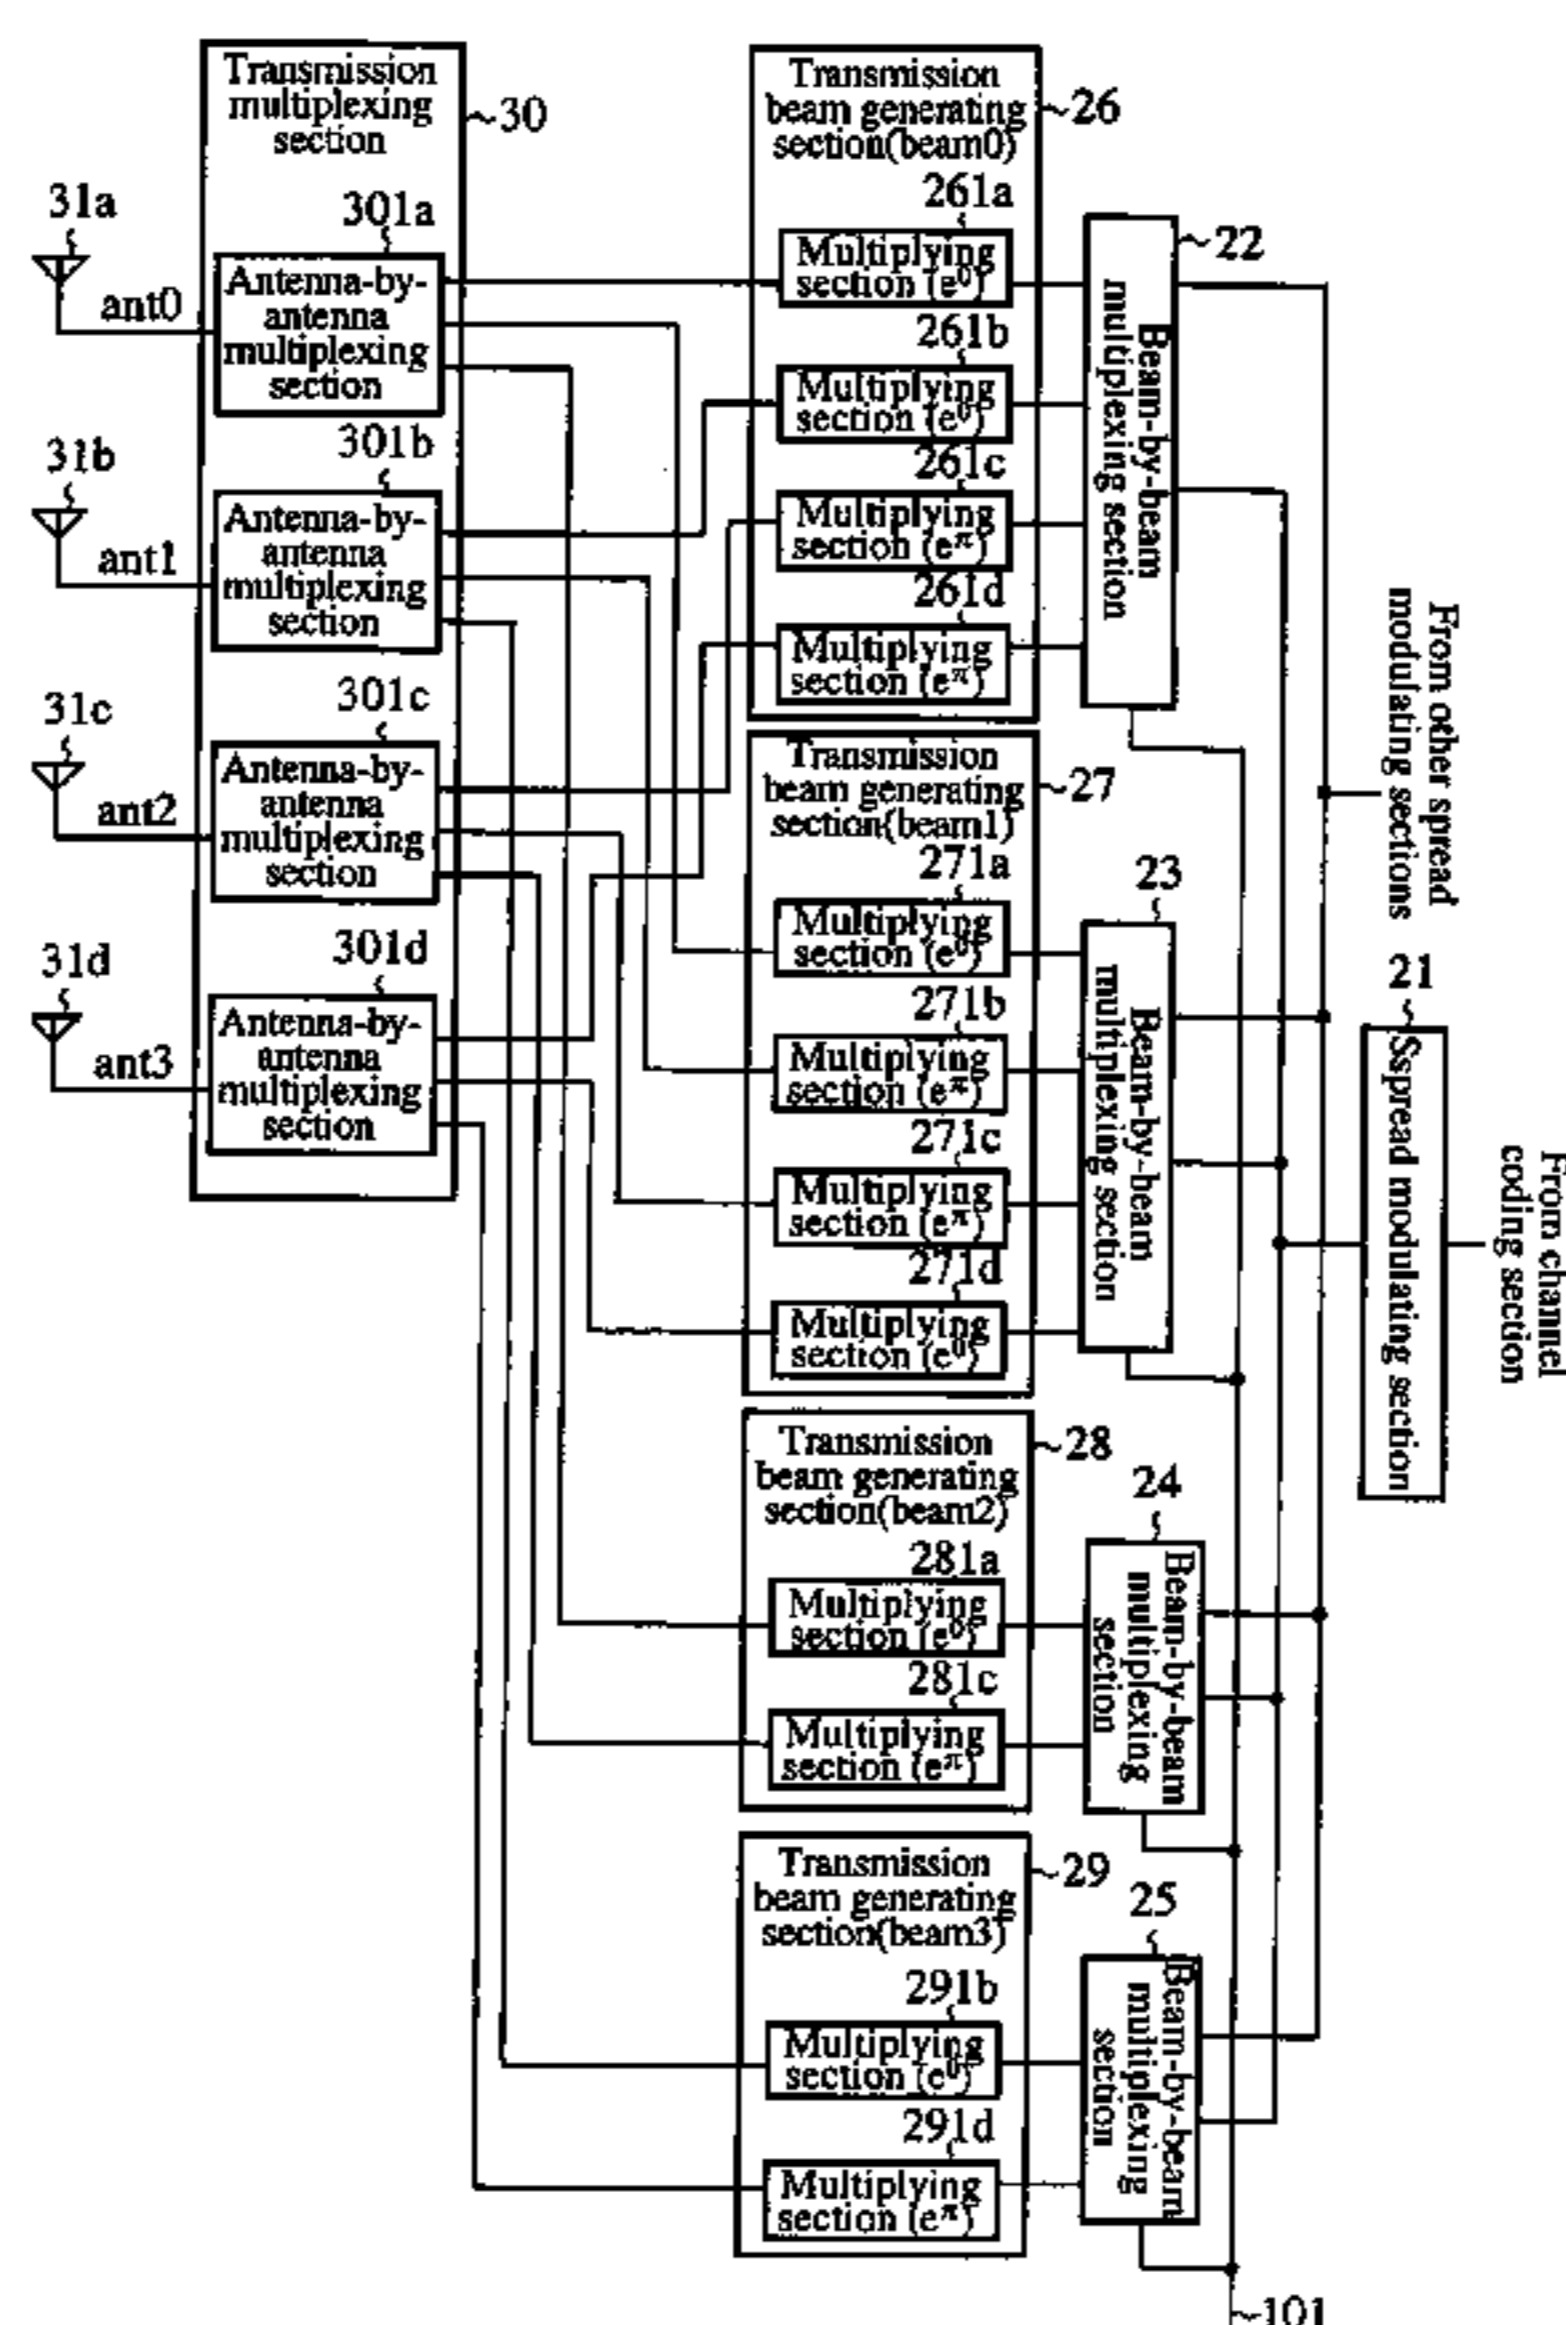 Transmission
multiplexing
section
30
31a
301a
ant0
Antenna-by-
antenna
multiplexing
section
31b
301b
ant1
Antenna-by-
antenna
multiplexing
section
31c
301c
ant2
Antenna-by-
antenna
multiplexing
section
31d
301d
ant3
Antenna-by-
antenna
multiplexing
section
Transmission
beam generating
section(beam0)
26
261a
Multiplying
section (e⁰)
261b
Multiplying
section (e⁰)
261c
Multiplying
section (e^π)
261d
Multiplying
section (e^π)
Transmission
beam generating
section(beam1)
27
271a
Multiplying
section (e⁰)
271b
Multiplying
section (e^π)
271c
Multiplying
section (e^π)
271d
Multiplying
section (e⁰)
Transmission
beam generating
section(beam2)
28
281a
Multiplying
section (e⁰)
281c
Multiplying
section (e^π)
Transmission
beam generating
section(beam3)
29
291b
Multiplying
section (e⁰)
291d
Multiplying
section (e^π)
22
Beam-by-beam
multiplexing section
23
Beam-by-beam
multiplexing section
24
Beam-by-beam
multiplexing
section
25
Beam-by-beam
multiplexing
section
101
From other spread
modulating sections
21
Sspread modulating section
From channel
coding section